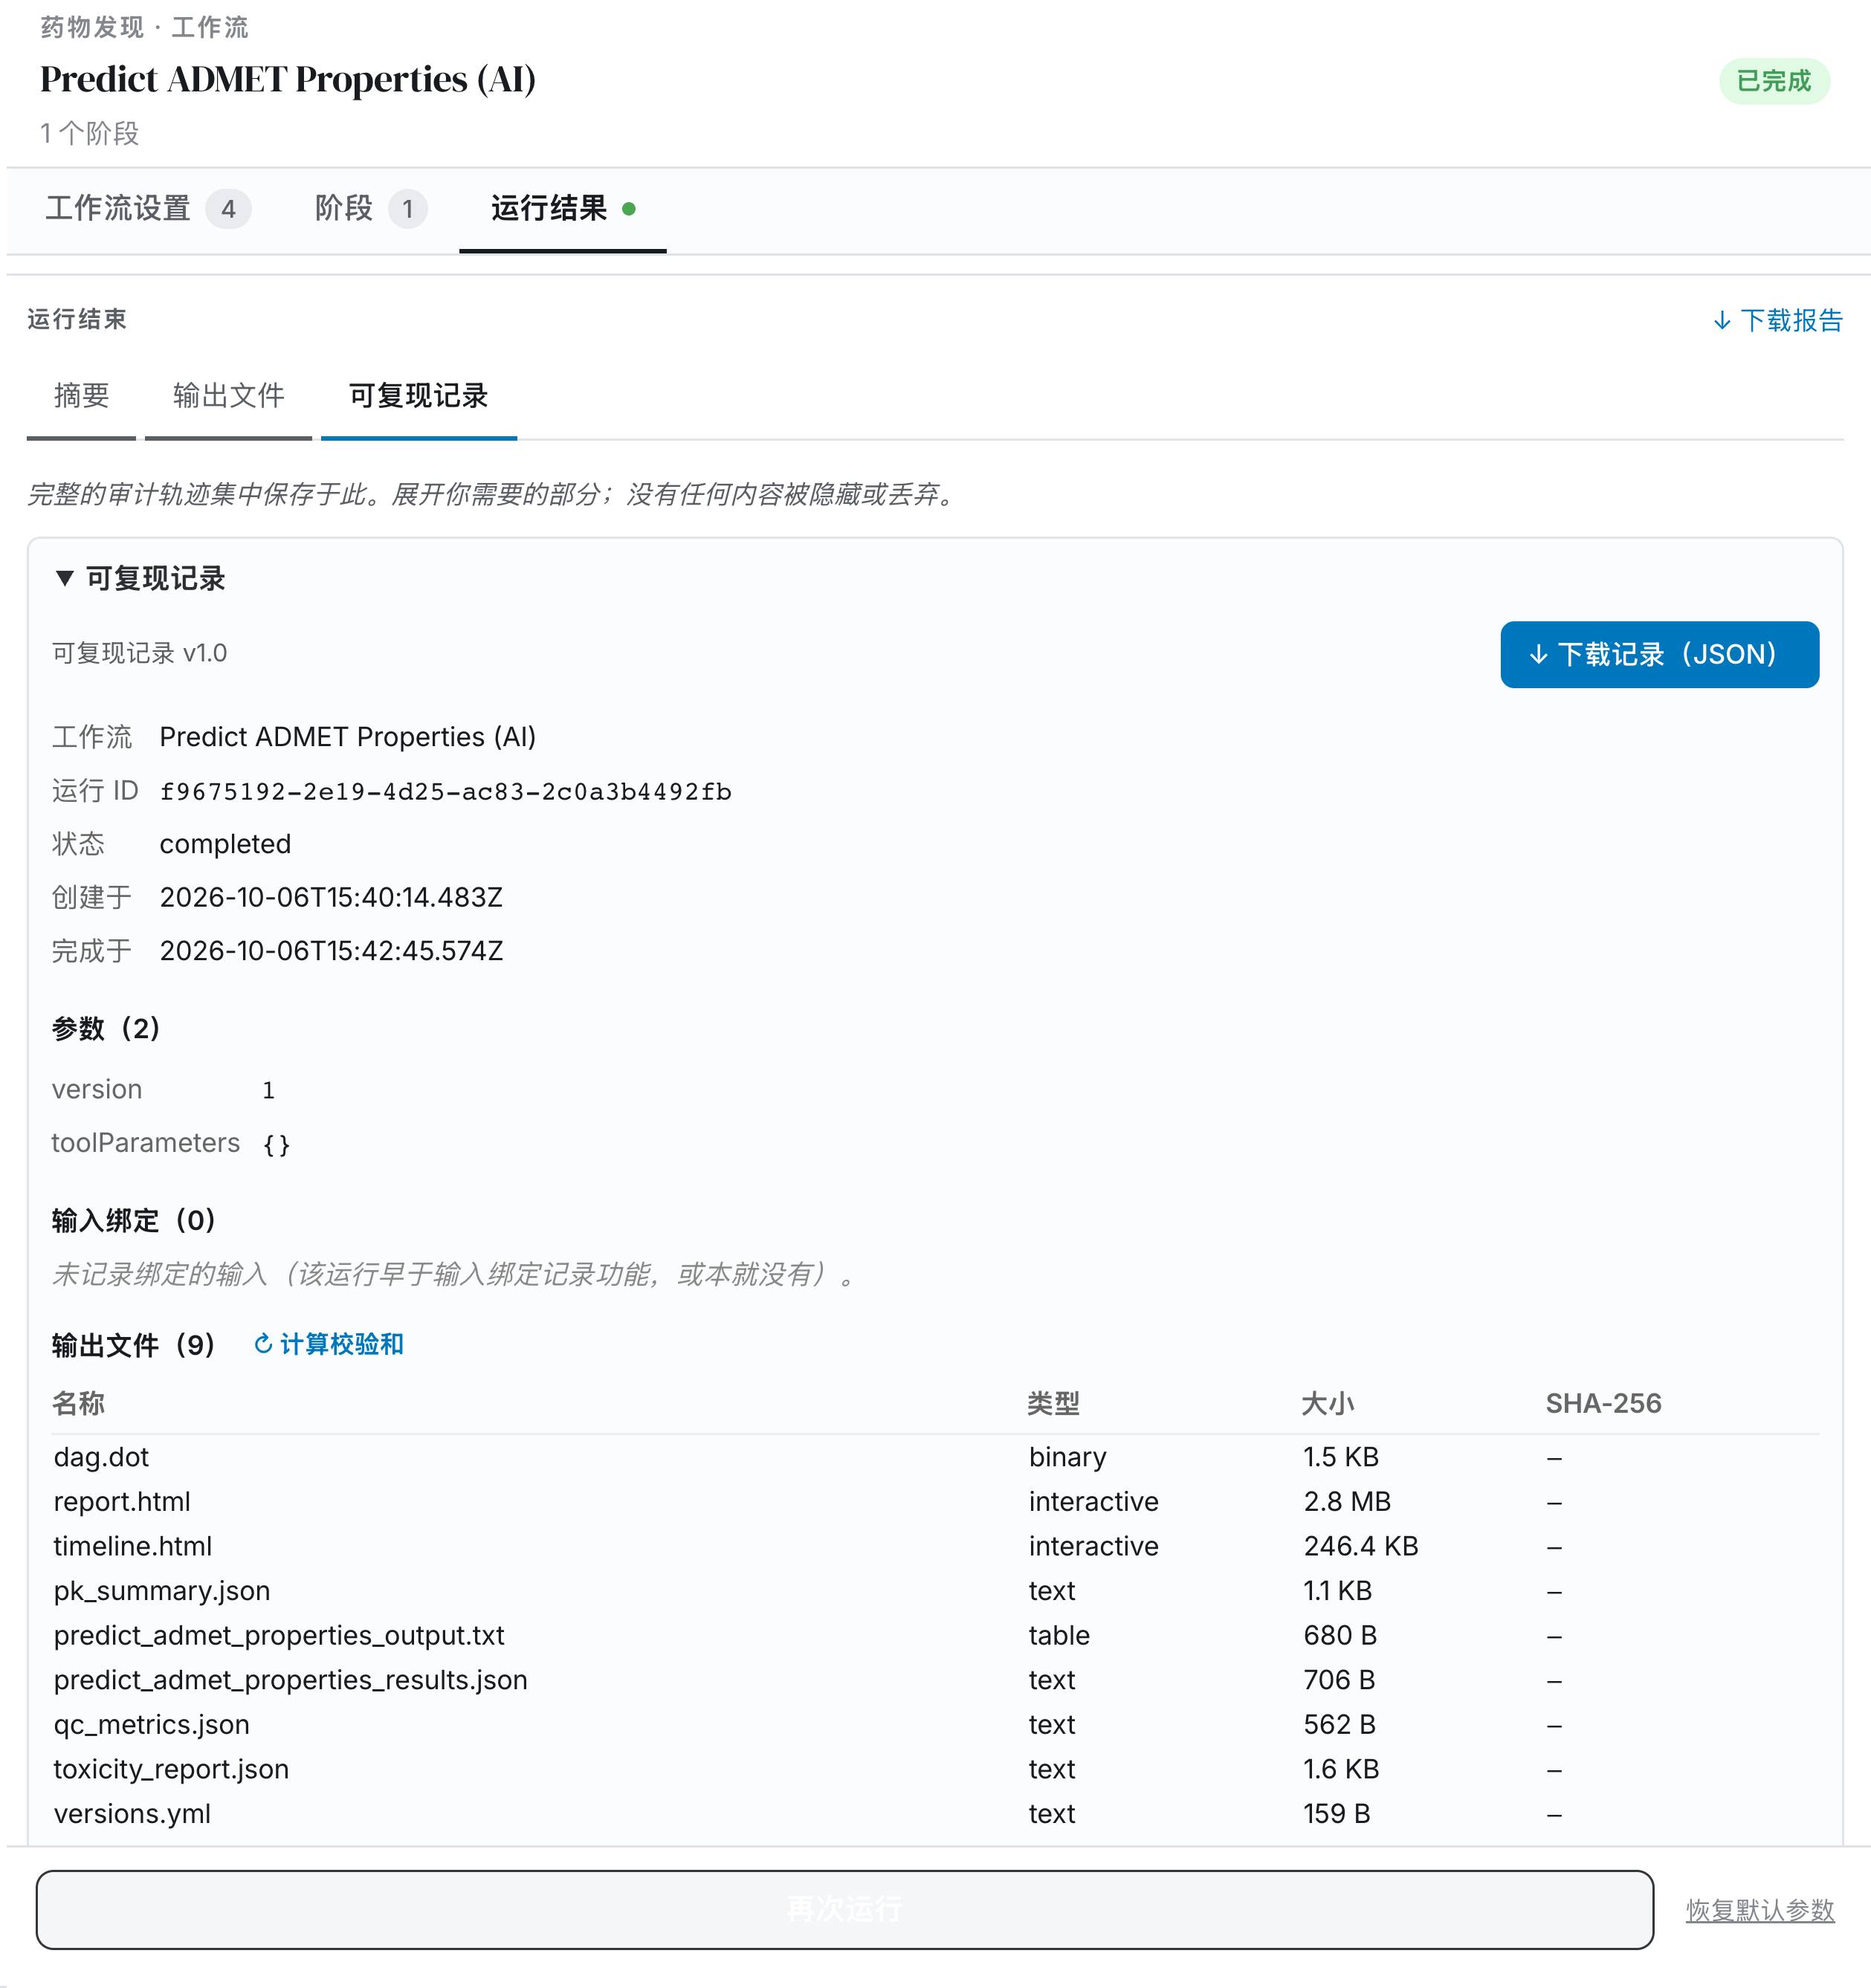 药物发现 · 工作流
Predict ADMET Properties (AI)
已完成
1 个阶段
工作流设置 4 阶段 1 运行结果
运行结束
↓ 下载报告
摘要 输出文件 可复现记录
完整的审计轨迹集中保存于此。展开你需要的部分；没有任何内容被隐藏或丢弃。
▼ 可复现记录
可复现记录 v1.0
↓ 下载记录（JSON）
工作流 Predict ADMET Properties (AI)
运行 ID f9675192-2e19-4d25-ac83-2c0a3b4492fb
状态 completed
创建于 2026-10-06T15:40:14.483Z
完成于 2026-10-06T15:42:45.574Z
参数（2）
version 1
toolParameters {}
输入绑定（0）
未记录绑定的输入（该运行早于输入绑定记录功能，或本就没有）。
输出文件（9） ↻ 计算校验和
名称 类型 大小 SHA-256
dag.dot binary 1.5 KB –
report.html interactive 2.8 MB –
timeline.html interactive 246.4 KB –
pk_summary.json text 1.1 KB –
predict_admet_properties_output.txt table 680 B –
predict_admet_properties_results.json text 706 B –
qc_metrics.json text 562 B –
toxicity_report.json text 1.6 KB –
versions.yml text 159 B –
再次运行
恢复默认参数